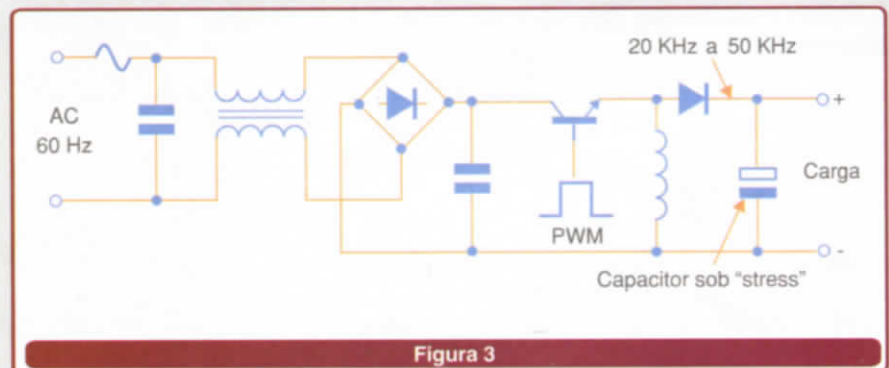 20 KHz a 50 KHz
AC
60 Hz
+
Carga
PWM
-
Capacitor sob “stress”
Figura 3